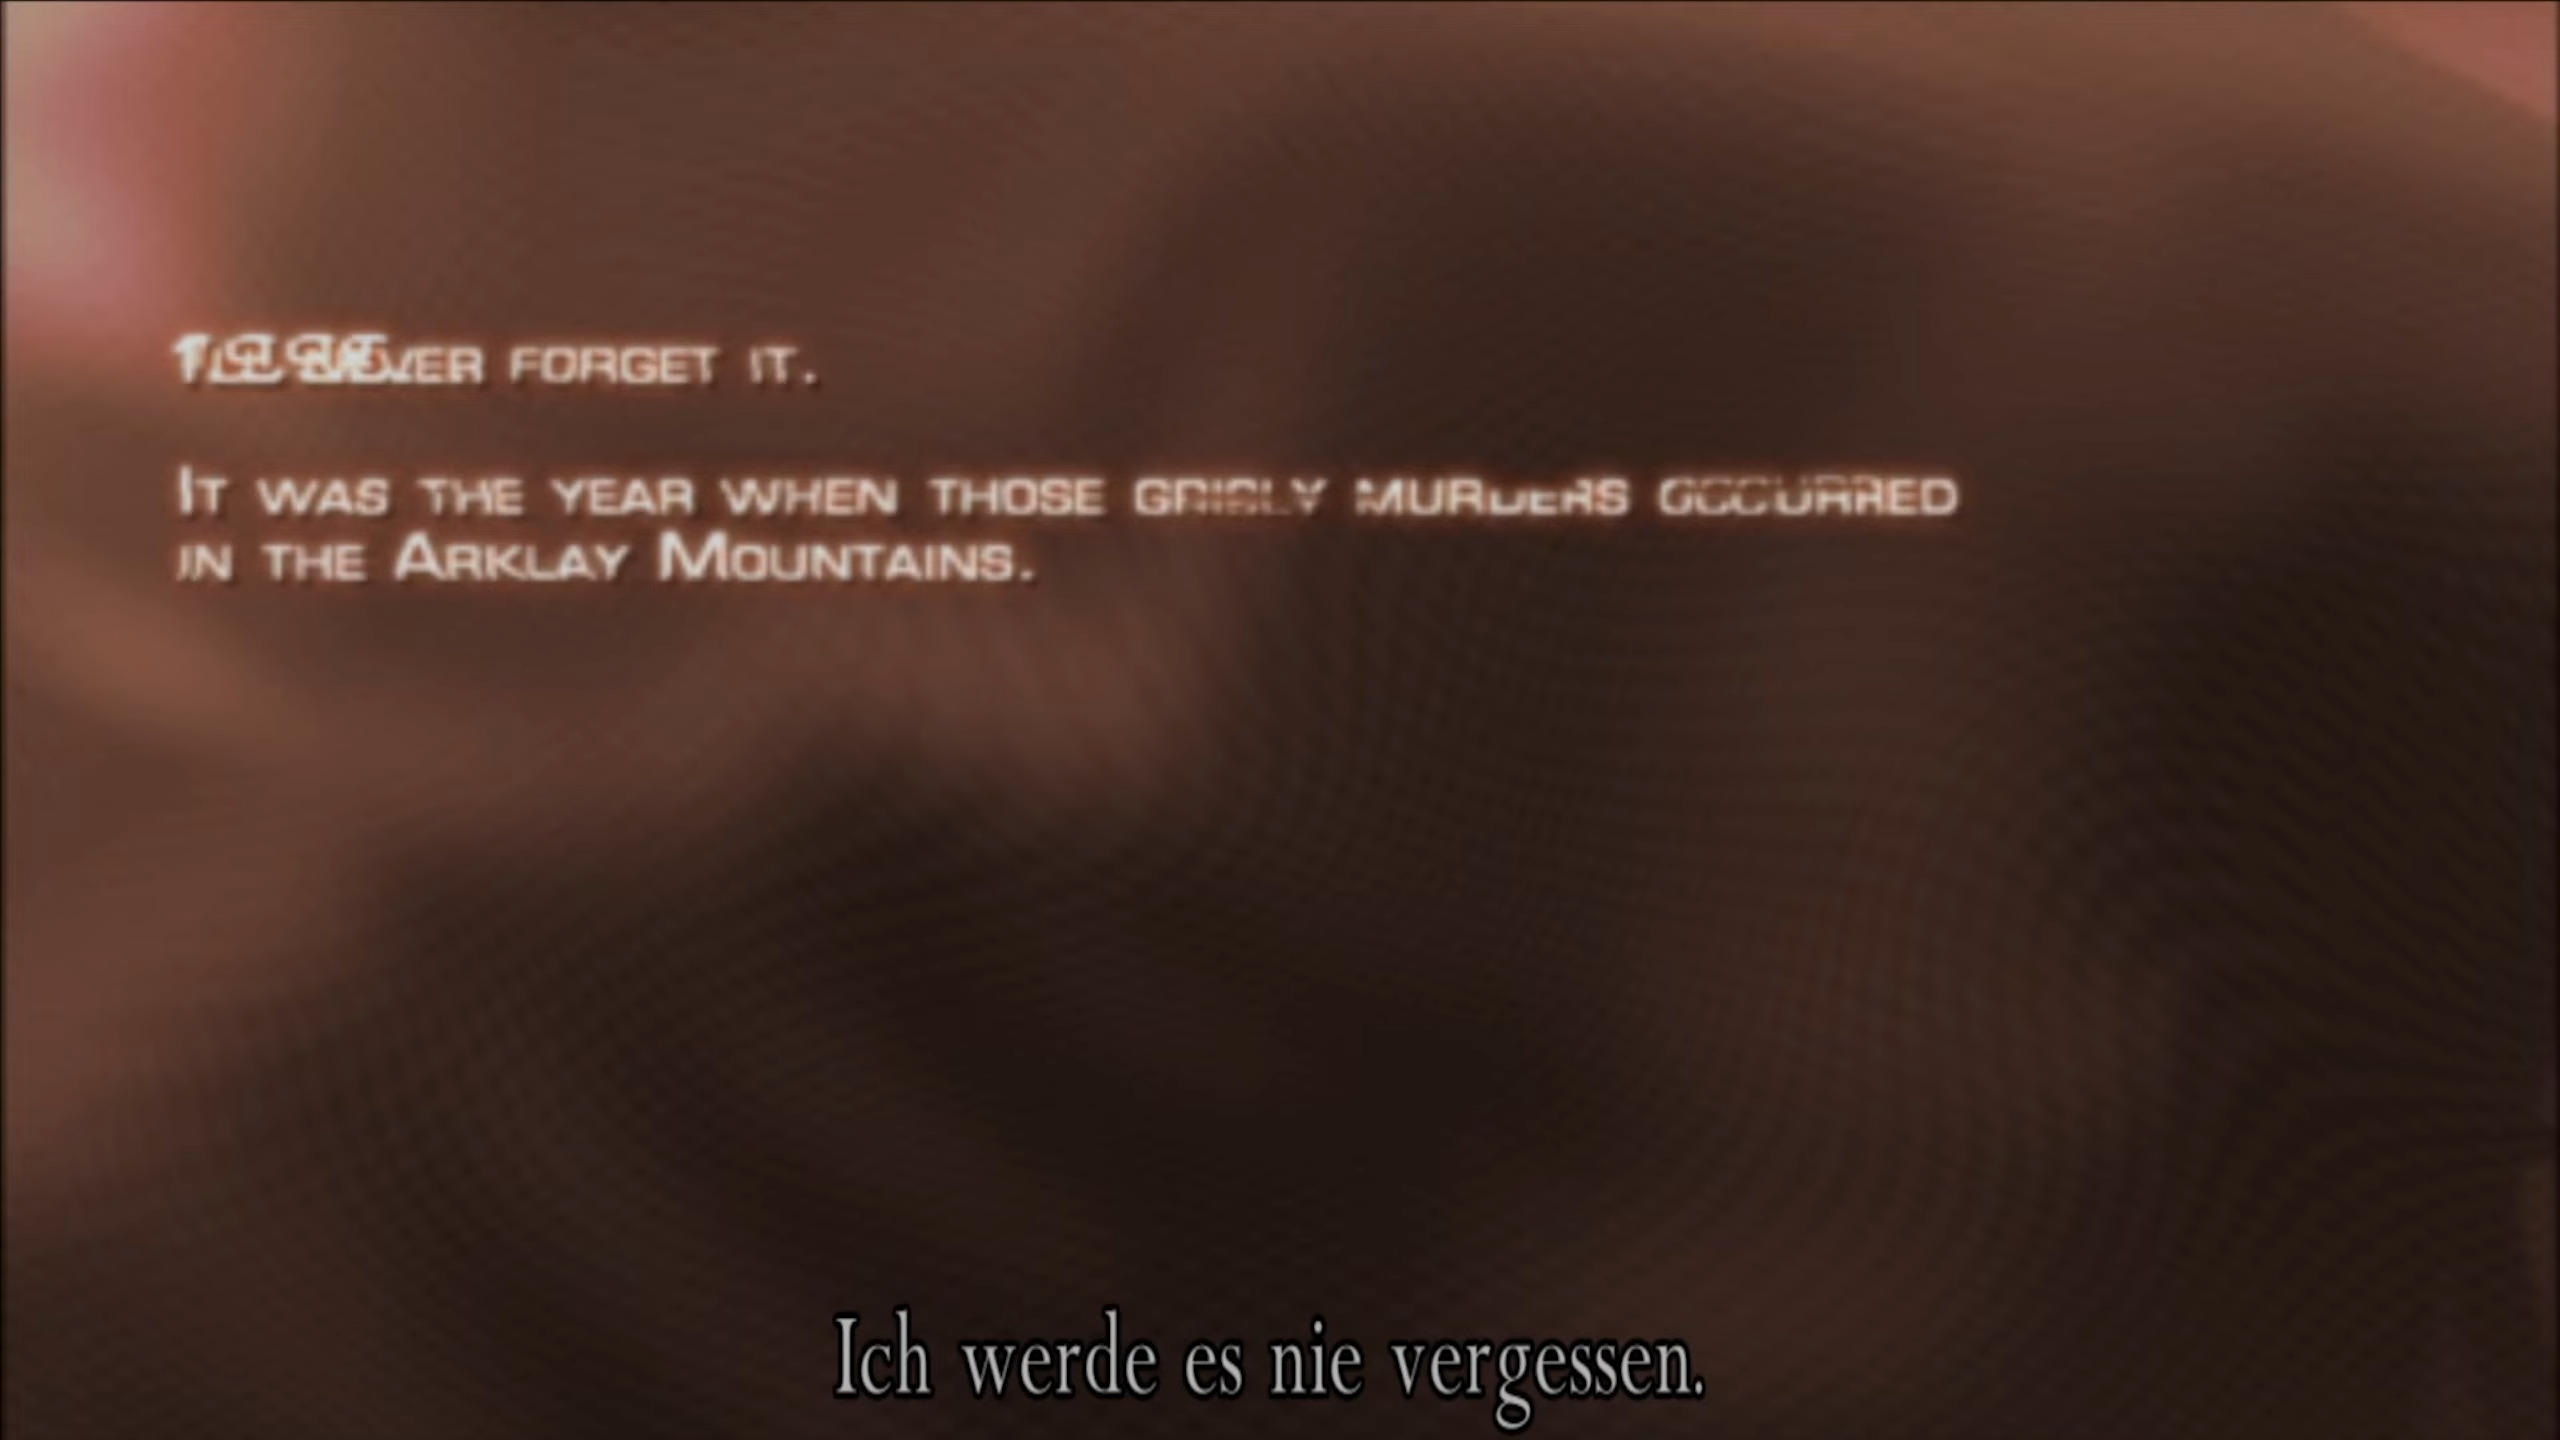 FORGET IT.
IT WAS THE YEAR WHEN THOSE GRISLY MURDERS OCCURRED
IN THE ARKLAY MOUNTAINS.
Ich werde es nie vergessen.